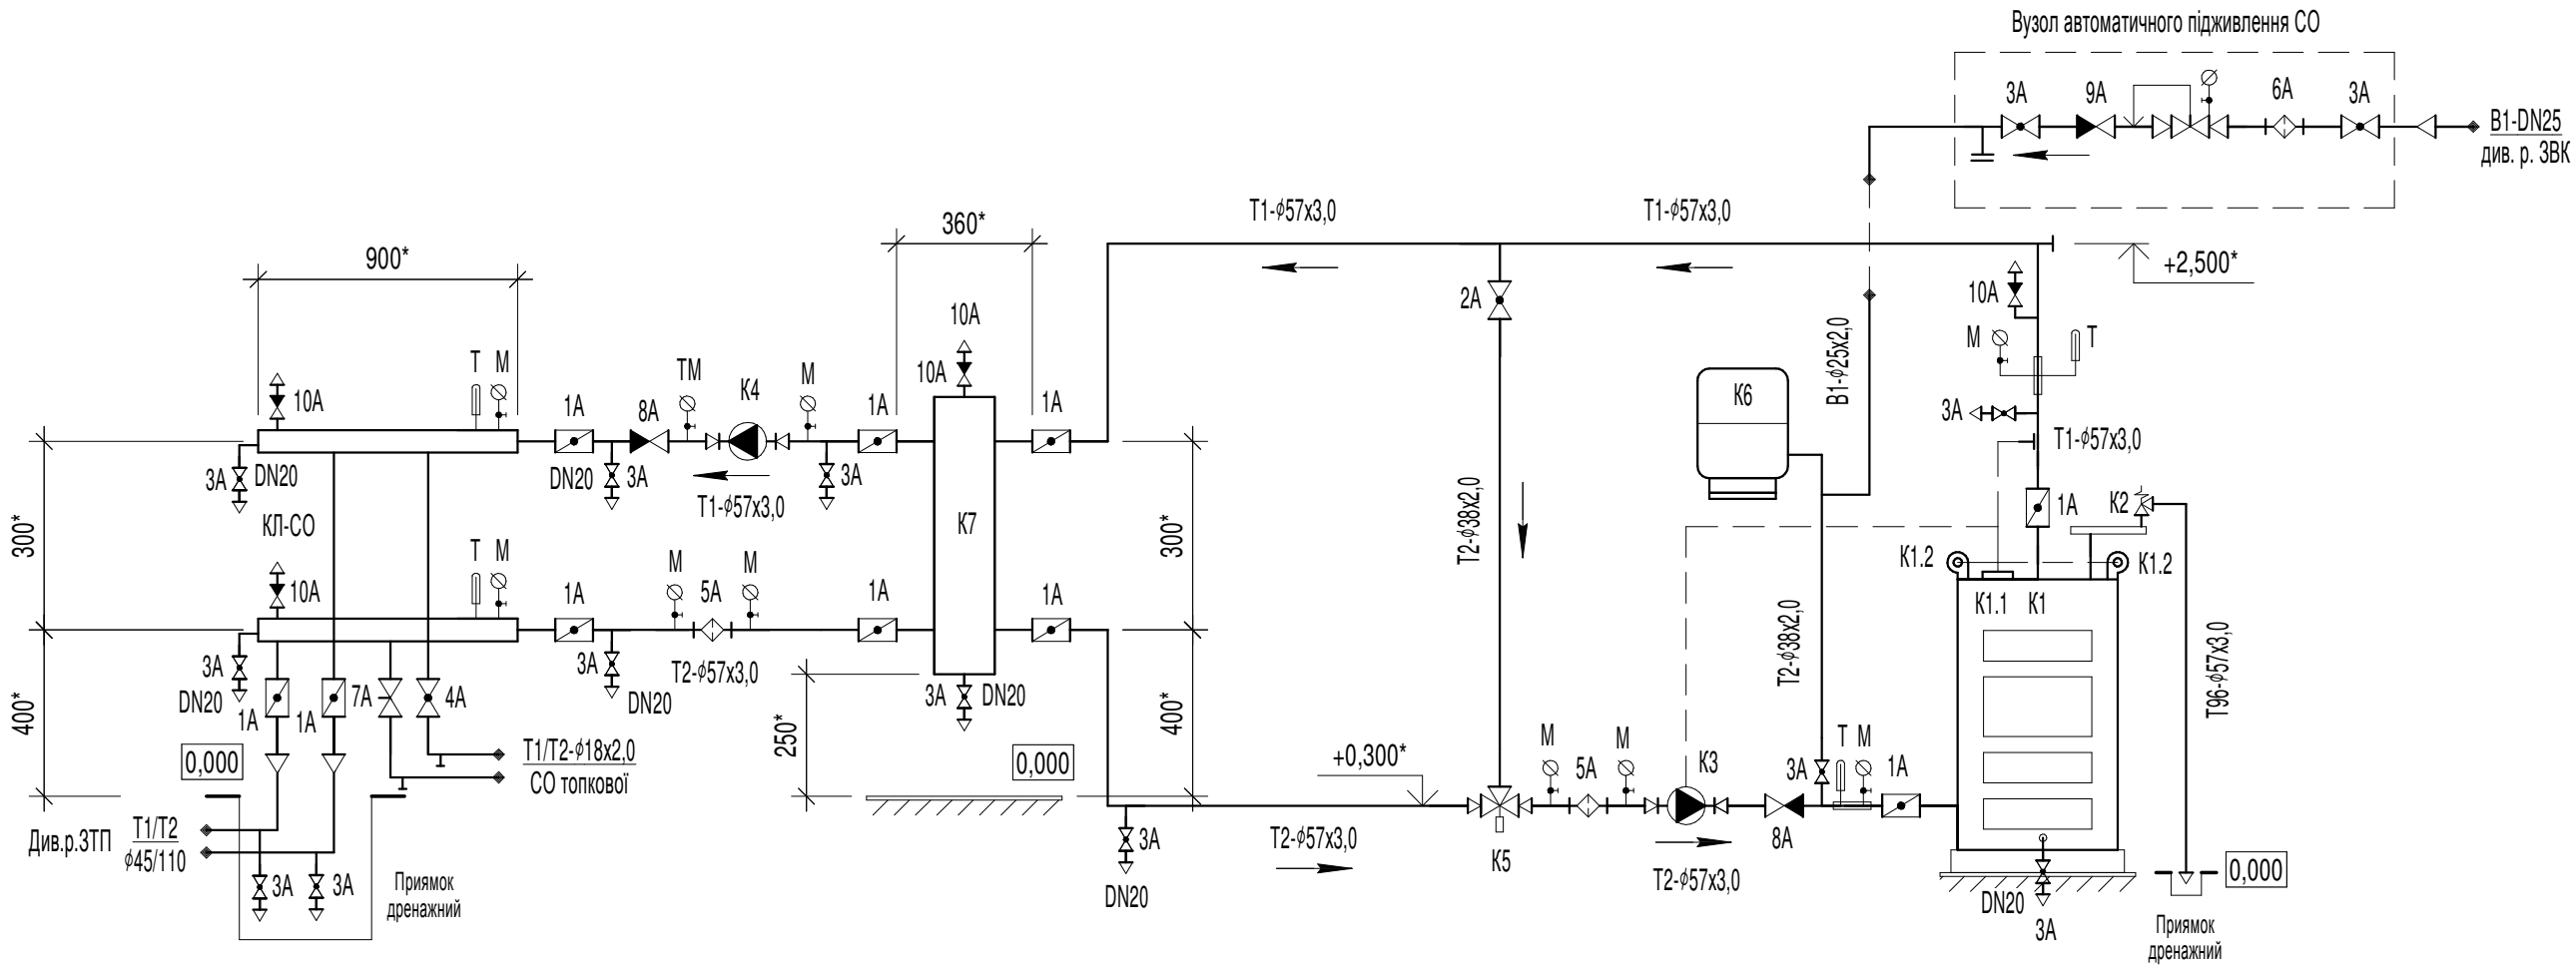 Вузол автоматичного підживлення СО
3А
9А
6А
3А
В1-DN25
див. р. ЗВК
360*
Т1-ϕ57х3,0
Т1-ϕ57х3,0
900*
+2,500*
2А
10А
10А
М
Т
Т
М
ТМ
К4
М
10А
В1-ϕ25х2,0
К6
10А
1А
8А
1А
1А
3А
Т1-ϕ57х3,0
3А
DN20
DN20
3А
3А
Т1-ϕ57х3,0
КЛ-СО
К7
300*
300*
Т2-ϕ38х2,0
1А
К2
Т
М
М
М
5А
К1.2
К1.2
10А
1А
1А
1А
К1.1
К1
3А
DN20
3А
DN20
Т2-ϕ57х3,0
3А
DN20
Т2-ϕ38х2,0
Т96-ϕ57х3,0
1А
1А
7А
4А
400*
250*
400*
0,000
Т1/Т2-ϕ18х2,0
СО топкової
0,000
+0,300*
М
5А
М
К3
3А
Т
М
1А
Див.р.ЗТП
Т1/Т2
ϕ45/110
3А
3А
Приямок
дренажний
3А
DN20
Т2-ϕ57х3,0
К5
8А
Т2-ϕ57х3,0
DN20
3А
0,000
Приямок
дренажний